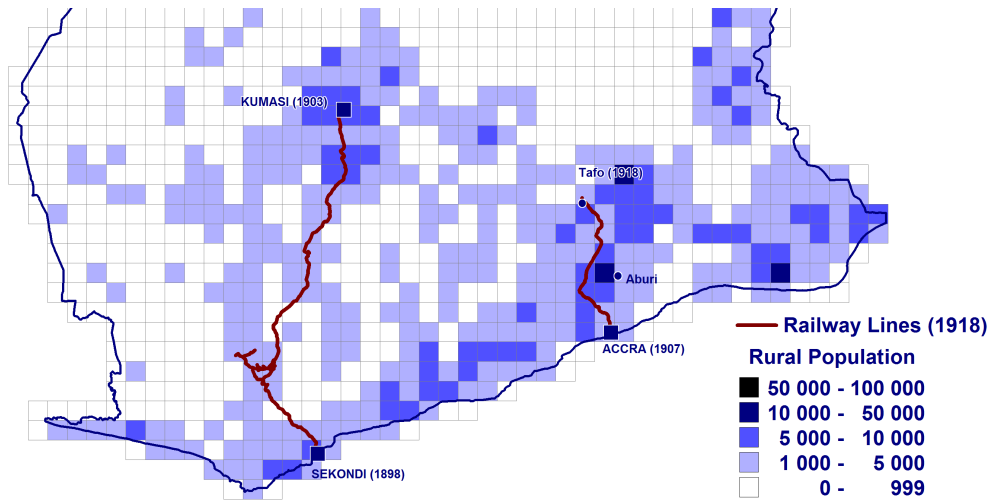 KUMASI (1903)
Tafo (1918)
Aburi
ACCRA (1907)
SEKONDI (1898)
Railway Lines (1918)
Rural Population
50 000 - 100 000
10 000 - 50 000
5 000 - 10 000
1 000 - 5 000
0 - 999